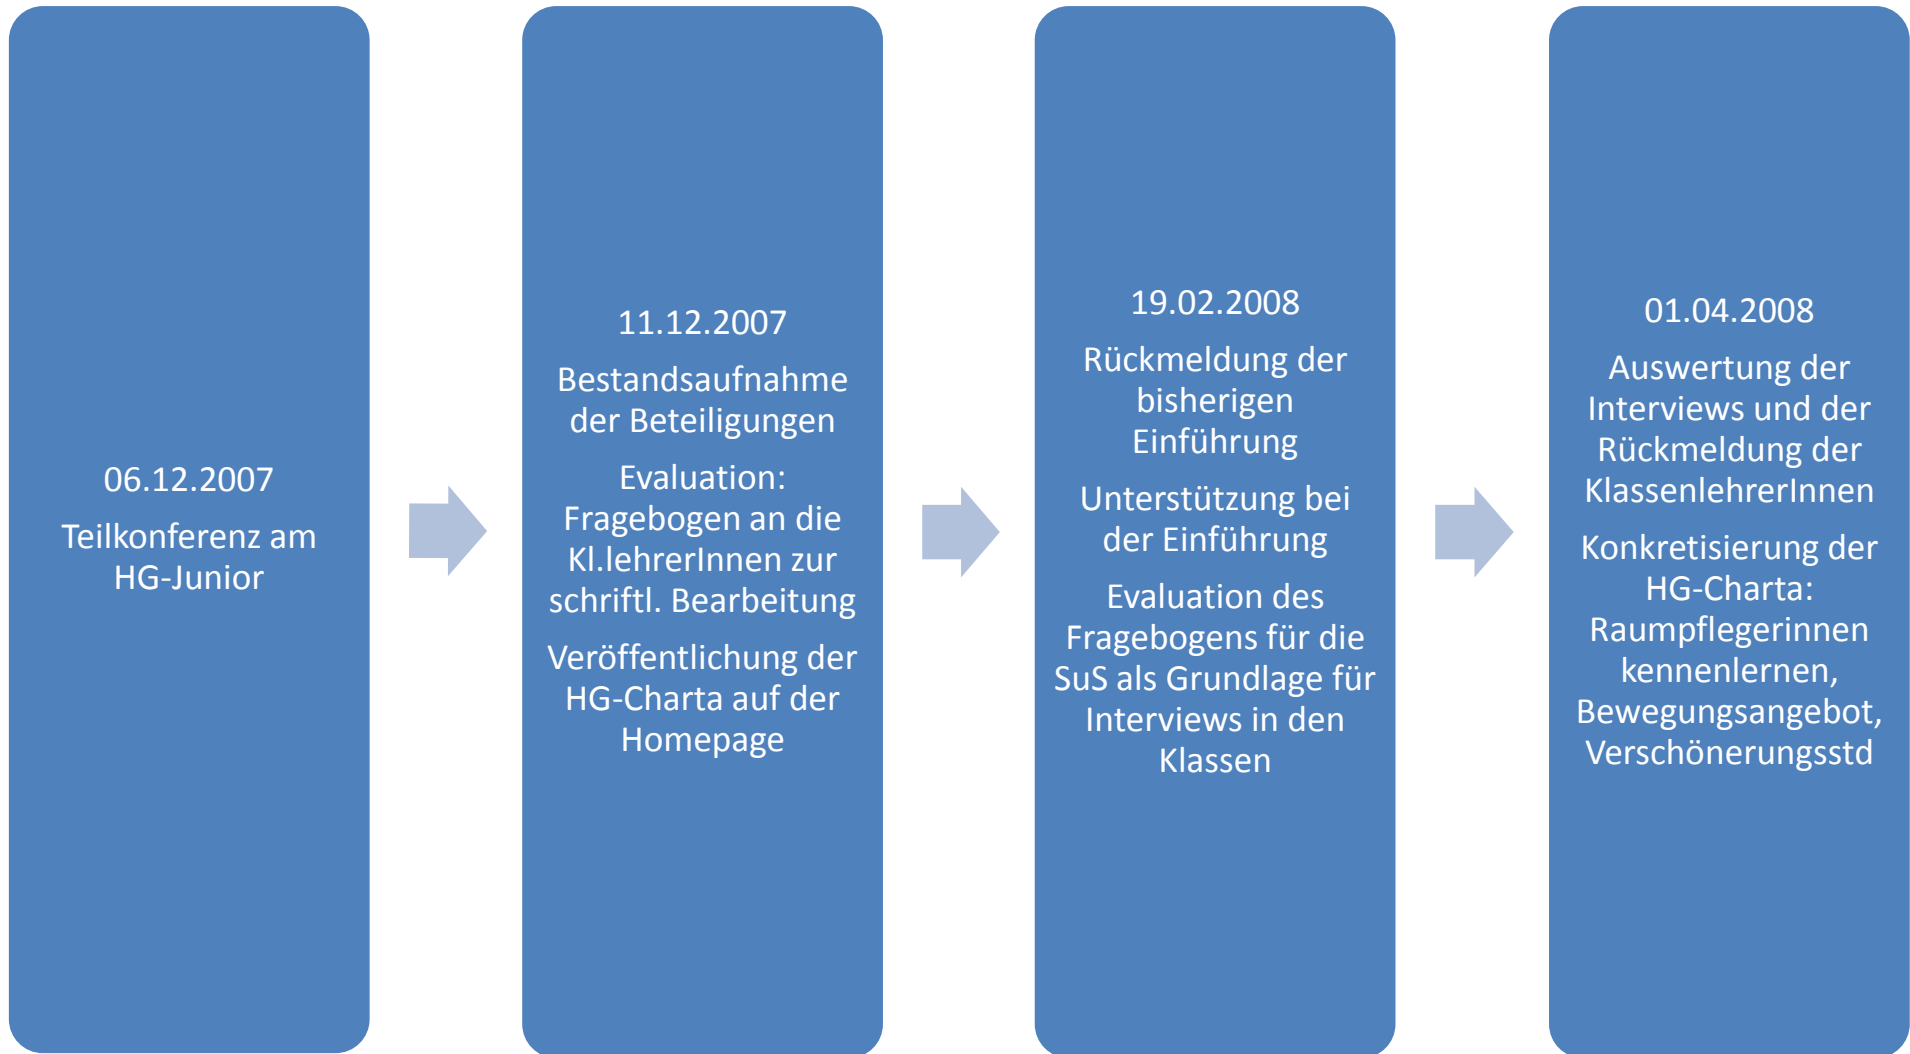 06.12.2007
Teilkonferenz am
HG-Junior
11.12.2007
Bestandsaufnahme
der Beteiligungen
Evaluation:
Fragebogen an die
Kl.lehrerInnen zur
schriftl. Bearbeitung
Veröffentlichung der
HG-Charta auf der
Homepage
19.02.2008
Rückmeldung der
bisherigen
Einführung
Unterstützung bei
der Einführung
Evaluation des
Fragebogens für die
SuS als Grundlage für
Interviews in den
Klassen
01.04.2008
Auswertung der
Interviews und der
Rückmeldung der
KlassenlehrerInnen
Konkretisierung der
HG-Charta:
Raumpflegerinnen
kennenlernen,
Bewegungsangebot,
Verschönerungsstd